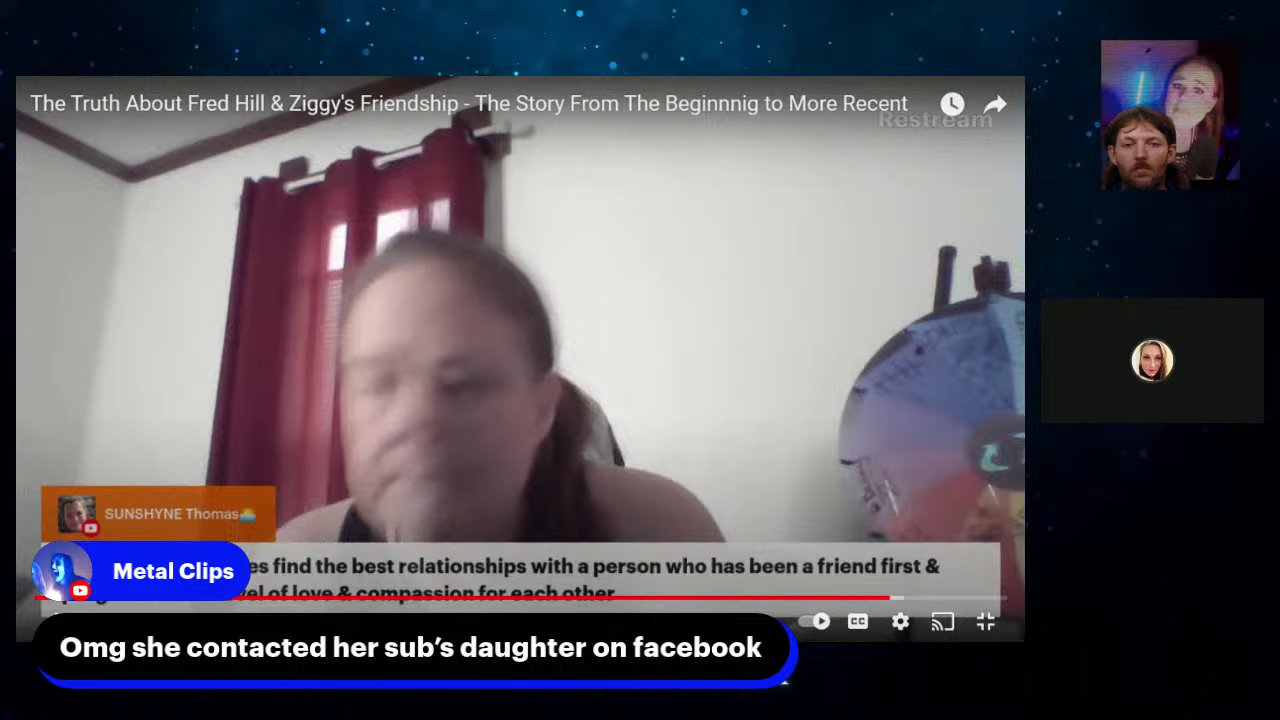 The Truth About Fred Hill & Ziggy's Friendship - The Story From The Beginnnig to More Recent
Restream
SUNSHYNE Thomas
Metal Clips
es find the best relationships with a person who has been a friend first &
of love & compassion for each other
CC
Omg she contacted her sub’s daughter on facebook